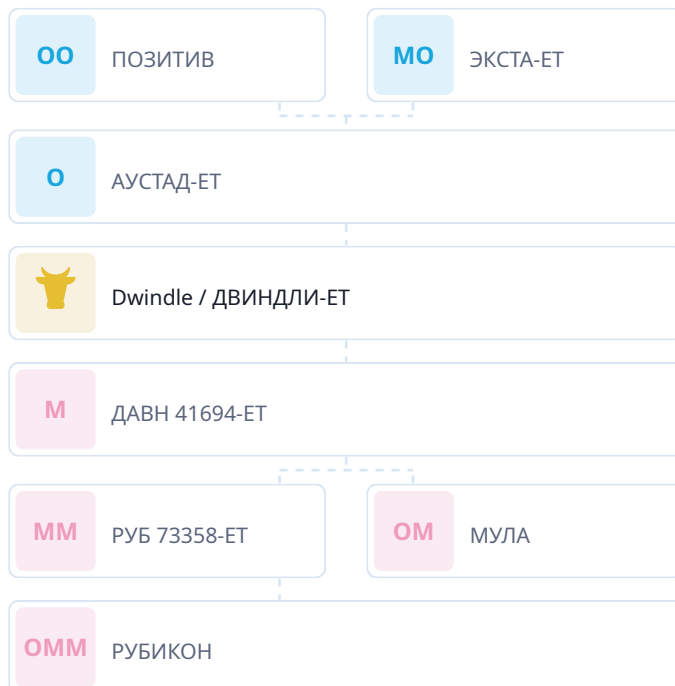 ОО ПОЗИТИВ
МО ЭКСТА-ЕТ
О АУСТАД-ЕТ
Dwindle / ДВИНДЛИ-ЕТ
М ДАВН 41694-ЕТ
ММ РУБ 73358-ЕТ
ОМ МУЛА
ОММ РУБИКОН